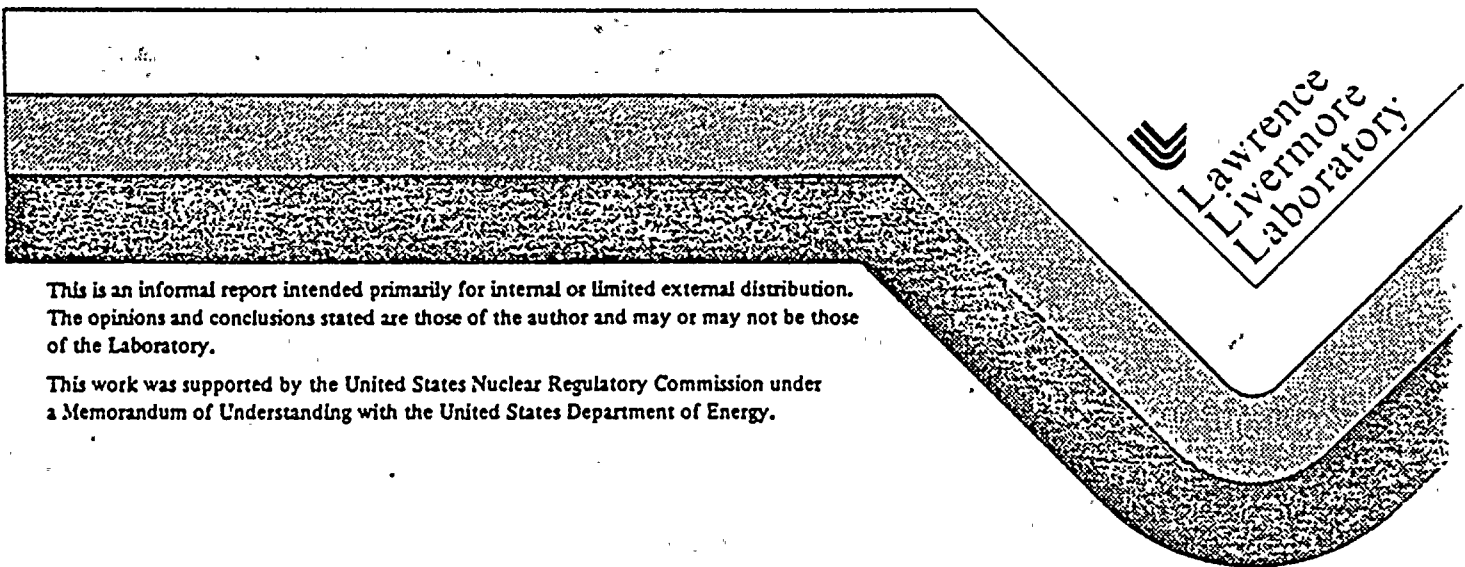 Lawrence
Livermore
Laboratory
This is an informal report intended primarily for internal or limited external distribution.
The opinions and conclusions stated are those of the author and may or may not be those
of the Laboratory.
This work was supported by the United States Nuclear Regulatory Commission under
a Memorandum of Understanding with the United States Department of Energy.